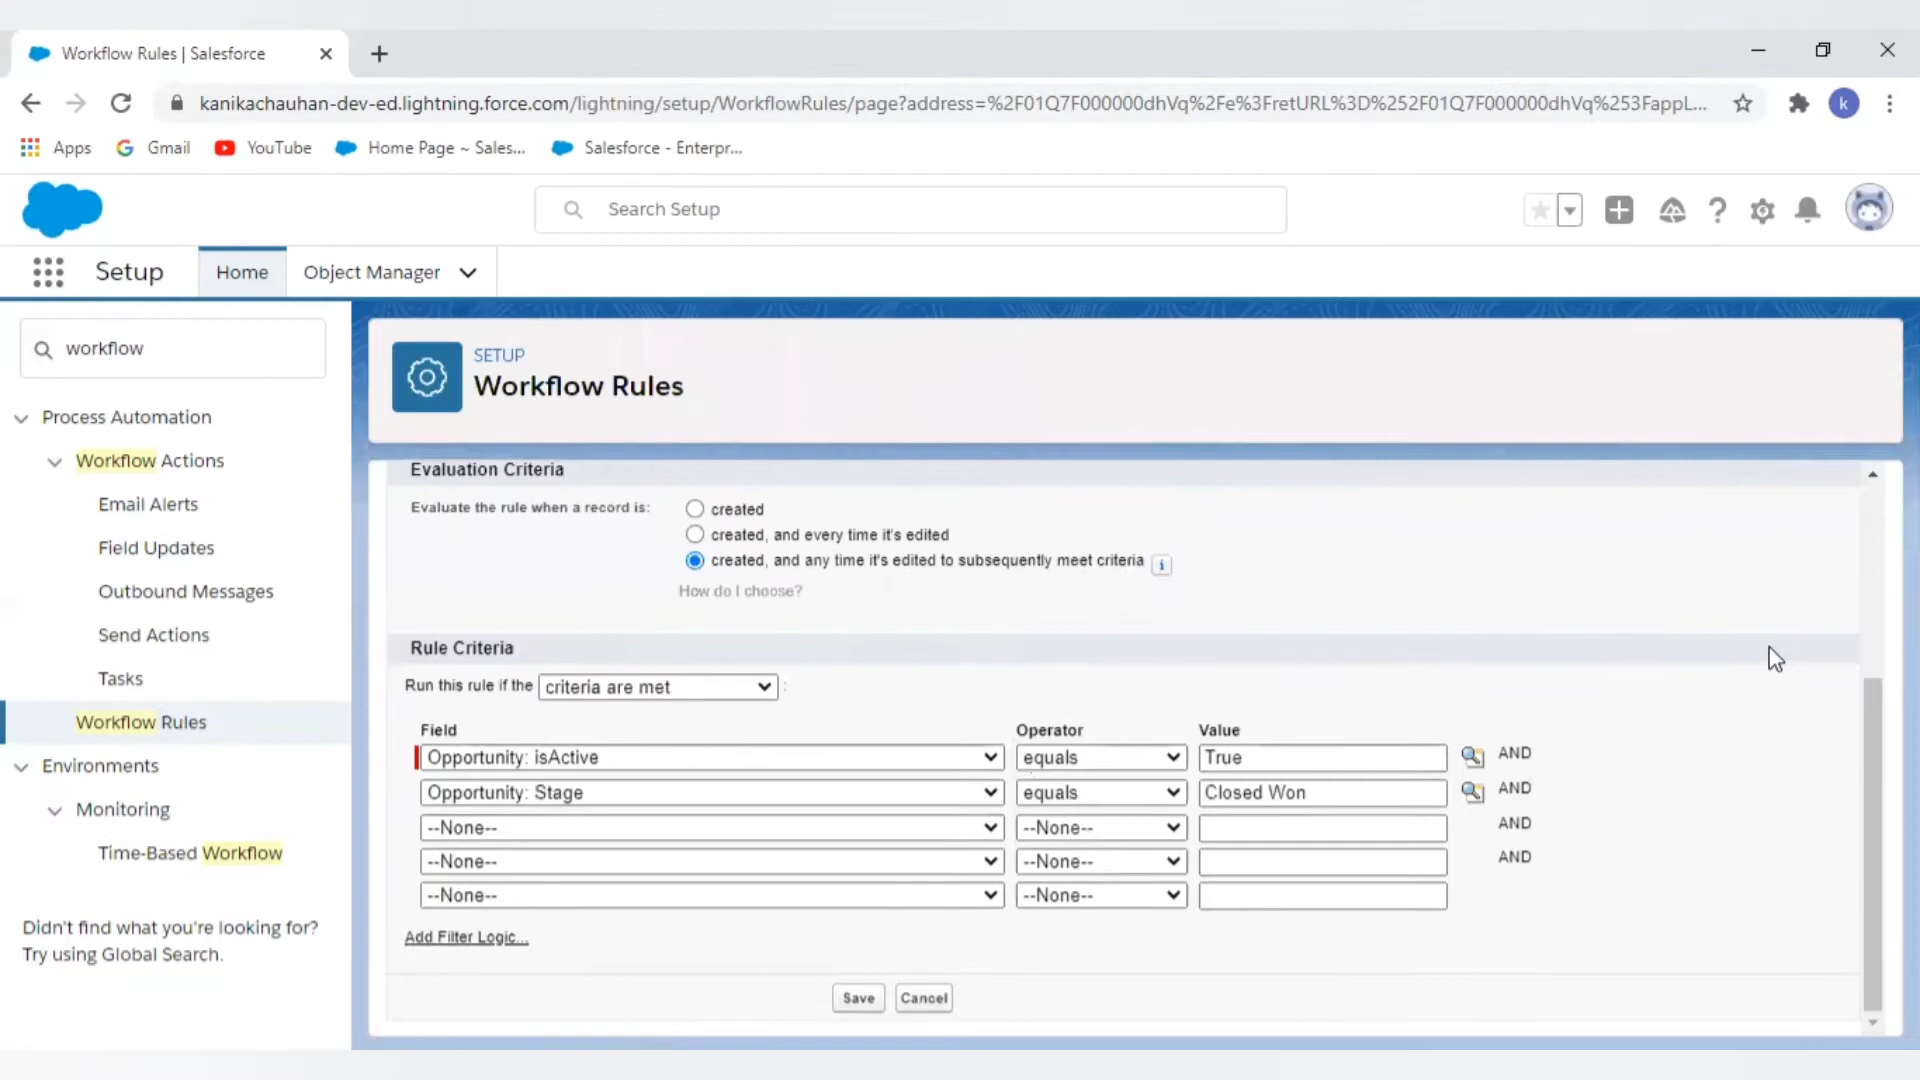 Workflow Rules | Salesforce
kanikachauhan-dev-ed.lightning.force.com/lightning/setup/WorkflowRules/page?address=%2F01Q7F000000dhVq%2Fe%3FretURL%3D%252F01Q7F000000dhVq%253FappL...
k
Apps Gmail YouTube Home Page ~ Sales... Salesforce - Enterpr...
Search Setup
Setup Home Object Manager
workflow
Process Automation
Workflow Actions
Email Alerts
Field Updates
Outbound Messages
Send Actions
Tasks
Workflow Rules
Environments
Monitoring
Time-Based Workflow
Didn't find what you're looking for?
Try using Global Search.
SETUP
Workflow Rules
Evaluation Criteria
Evaluate the rule when a record is:
created
created, and every time it's edited
created, and any time it's edited to subsequently meet criteria i
How do I choose?
Rule Criteria
Run this rule if the criteria are met :
Field Operator Value
Opportunity: isActive equals True AND
Opportunity: Stage equals Closed Won AND
--None-- --None-- AND
--None-- --None-- AND
--None-- --None--
Add Filter Logic...
Save Cancel